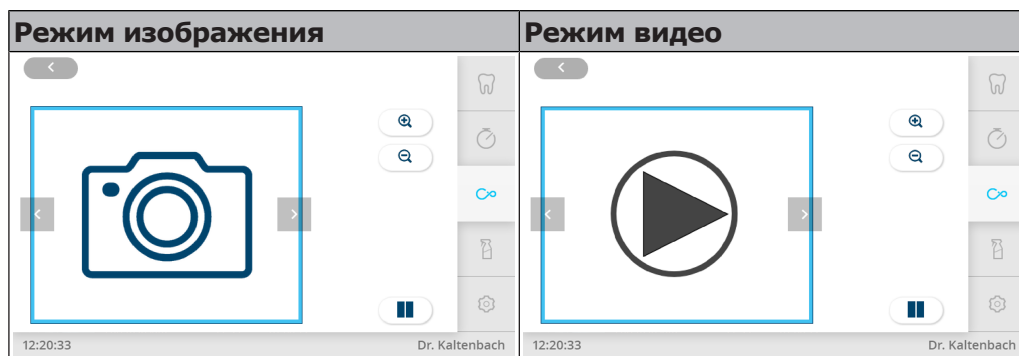 Режим изображения
Режим видео
12:20:33
Dr. Kaltenbach
12:20:33
Dr. Kaltenbach